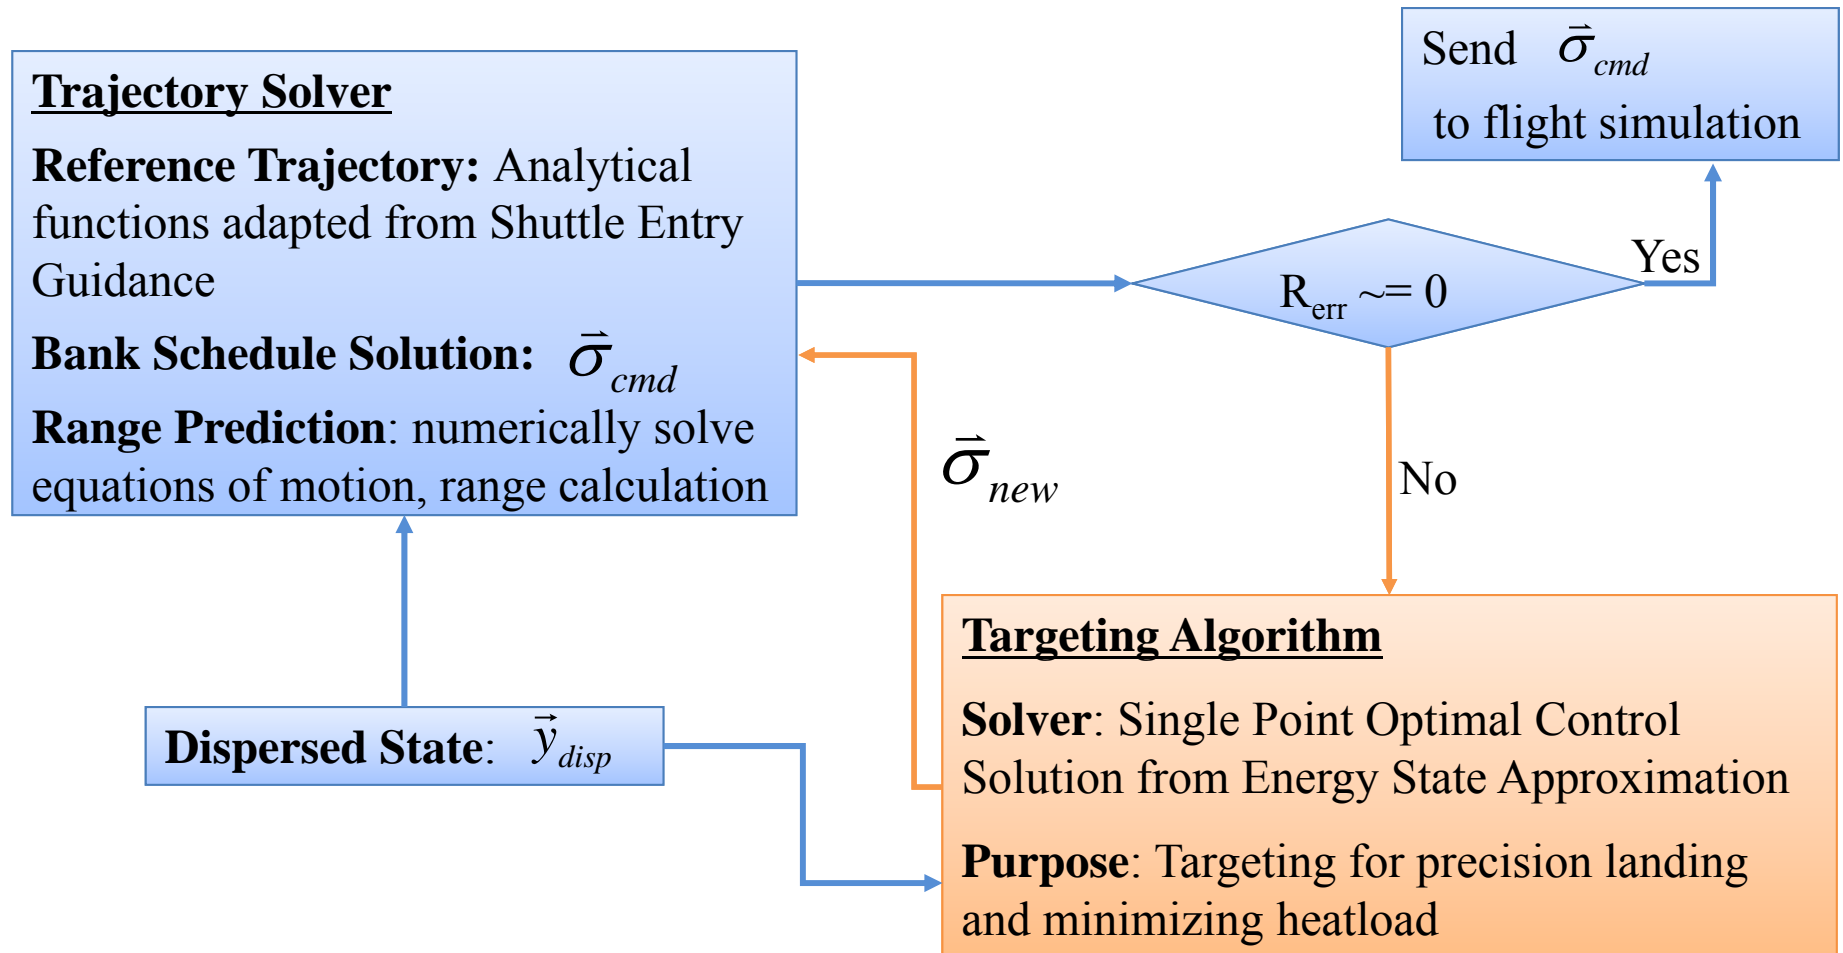 Trajectory Solver
Reference Trajectory: Analytical
functions adapted from Shuttle Entry
Guidance
Bank Schedule Solution: σ⃗cmd
Range Prediction: numerically solve
equations of motion, range calculation
Send σ⃗cmd
to flight simulation
Rerr ~= 0
Yes
No
σ⃗new
Dispersed State: y⃗disp
Targeting Algorithm
Solver: Single Point Optimal Control
Solution from Energy State Approximation
Purpose: Targeting for precision landing
and minimizing heatload